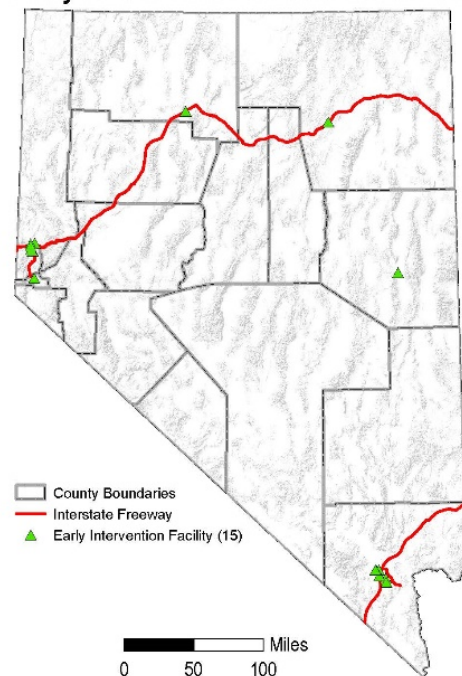 County Boundaries
Interstate Freeway
Early Intervention Facility (15)
Miles
0 50 100